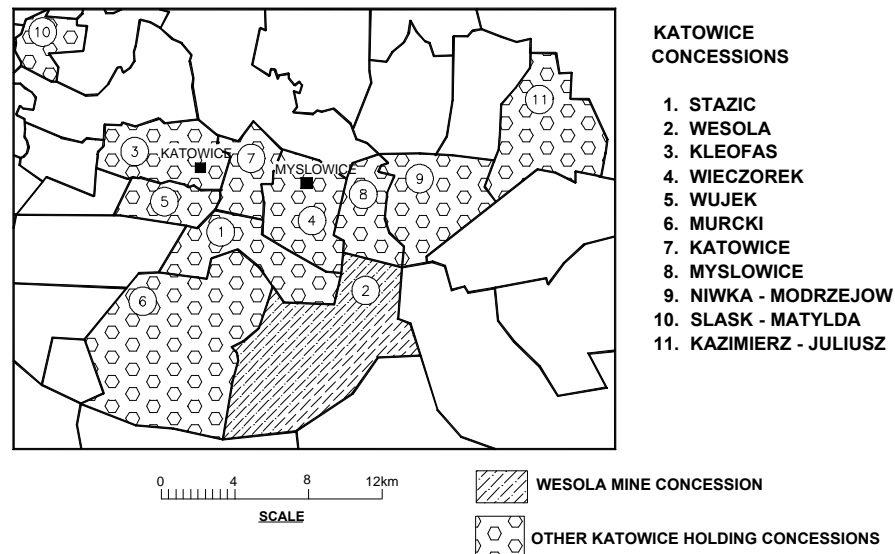 10
11
3
KATOWICE
7
MYSLOWICE
9
8
5
4
1
2
6
KATOWICE
CONCESSIONS
1. STAZIC
2. WESOLA
3. KLEOFAS
4. WIECZOREK
5. WUJEK
6. MURCKI
7. KATOWICE
8. MYSLOWICE
9. NIWKA - MODRZEJOW
10. SLASK - MATYLDA
11. KAZIMIERZ - JULIUSZ
0 4 8 12km
SCALE
WESOLA MINE CONCESSION
OTHER KATOWICE HOLDING CONCESSIONS